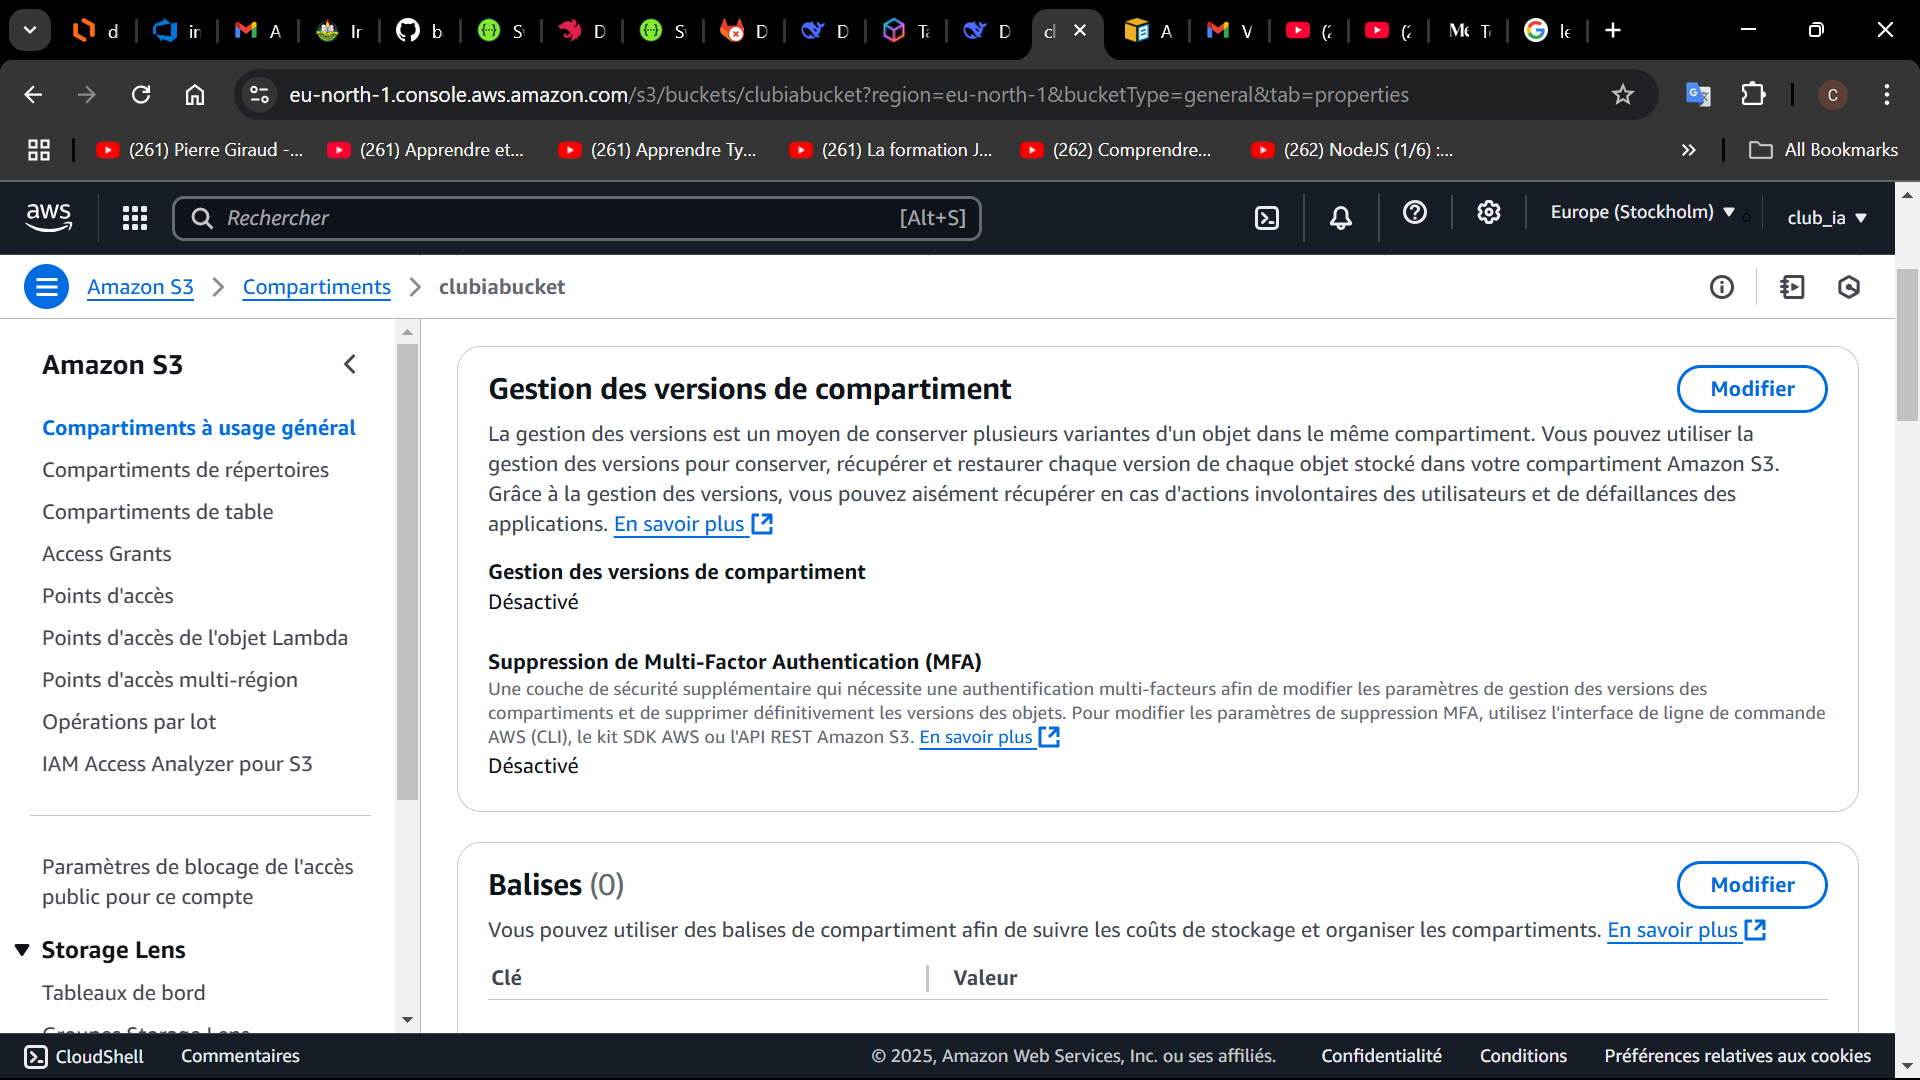 d
in
A
In
b
S
D
S
D
D
Ta
D
cl
A
V
(2
(2
Me
T
le
eu-north-1.console.aws.amazon.com/s3/buckets/clubiabucket?region=eu-north-1&bucketType=general&tab=properties
C
(261) Pierre Giraud -...
(261) Apprendre et...
(261) Apprendre Ty...
(261) La formation J...
(262) Comprendre...
(262) NodeJS (1/6) :...
All Bookmarks
aws
Rechercher
[Alt+S]
Europe (Stockholm)
club_ia
Amazon S3
Compartiments
clubiabucket
Amazon S3
Compartiments à usage général
Compartiments de répertoires
Compartiments de table
Access Grants
Points d'accès
Points d'accès de l'objet Lambda
Points d'accès multi-région
Opérations par lot
IAM Access Analyzer pour S3
Paramètres de blocage de l'accès
public pour ce compte
Storage Lens
Tableaux de bord
Groupes Storage Lens
Gestion des versions de compartiment
Modifier
La gestion des versions est un moyen de conserver plusieurs variantes d'un objet dans le même compartiment. Vous pouvez utiliser la
gestion des versions pour conserver, récupérer et restaurer chaque version de chaque objet stocké dans votre compartiment Amazon S3.
Grâce à la gestion des versions, vous pouvez aisément récupérer en cas d'actions involontaires des utilisateurs et de défaillances des
applications. En savoir plus
Gestion des versions de compartiment
Désactivé
Suppression de Multi-Factor Authentication (MFA)
Une couche de sécurité supplémentaire qui nécessite une authentification multi-facteurs afin de modifier les paramètres de gestion des versions des
compartiments et de supprimer définitivement les versions des objets. Pour modifier les paramètres de suppression MFA, utilisez l'interface de ligne de commande
AWS (CLI), le kit SDK AWS ou l'API REST Amazon S3. En savoir plus
Désactivé
Balises (0)
Modifier
Vous pouvez utiliser des balises de compartiment afin de suivre les coûts de stockage et organiser les compartiments. En savoir plus
Clé
Valeur
CloudShell
Commentaires
© 2025, Amazon Web Services, Inc. ou ses affiliés.
Confidentialité
Conditions
Préférences relatives aux cookies